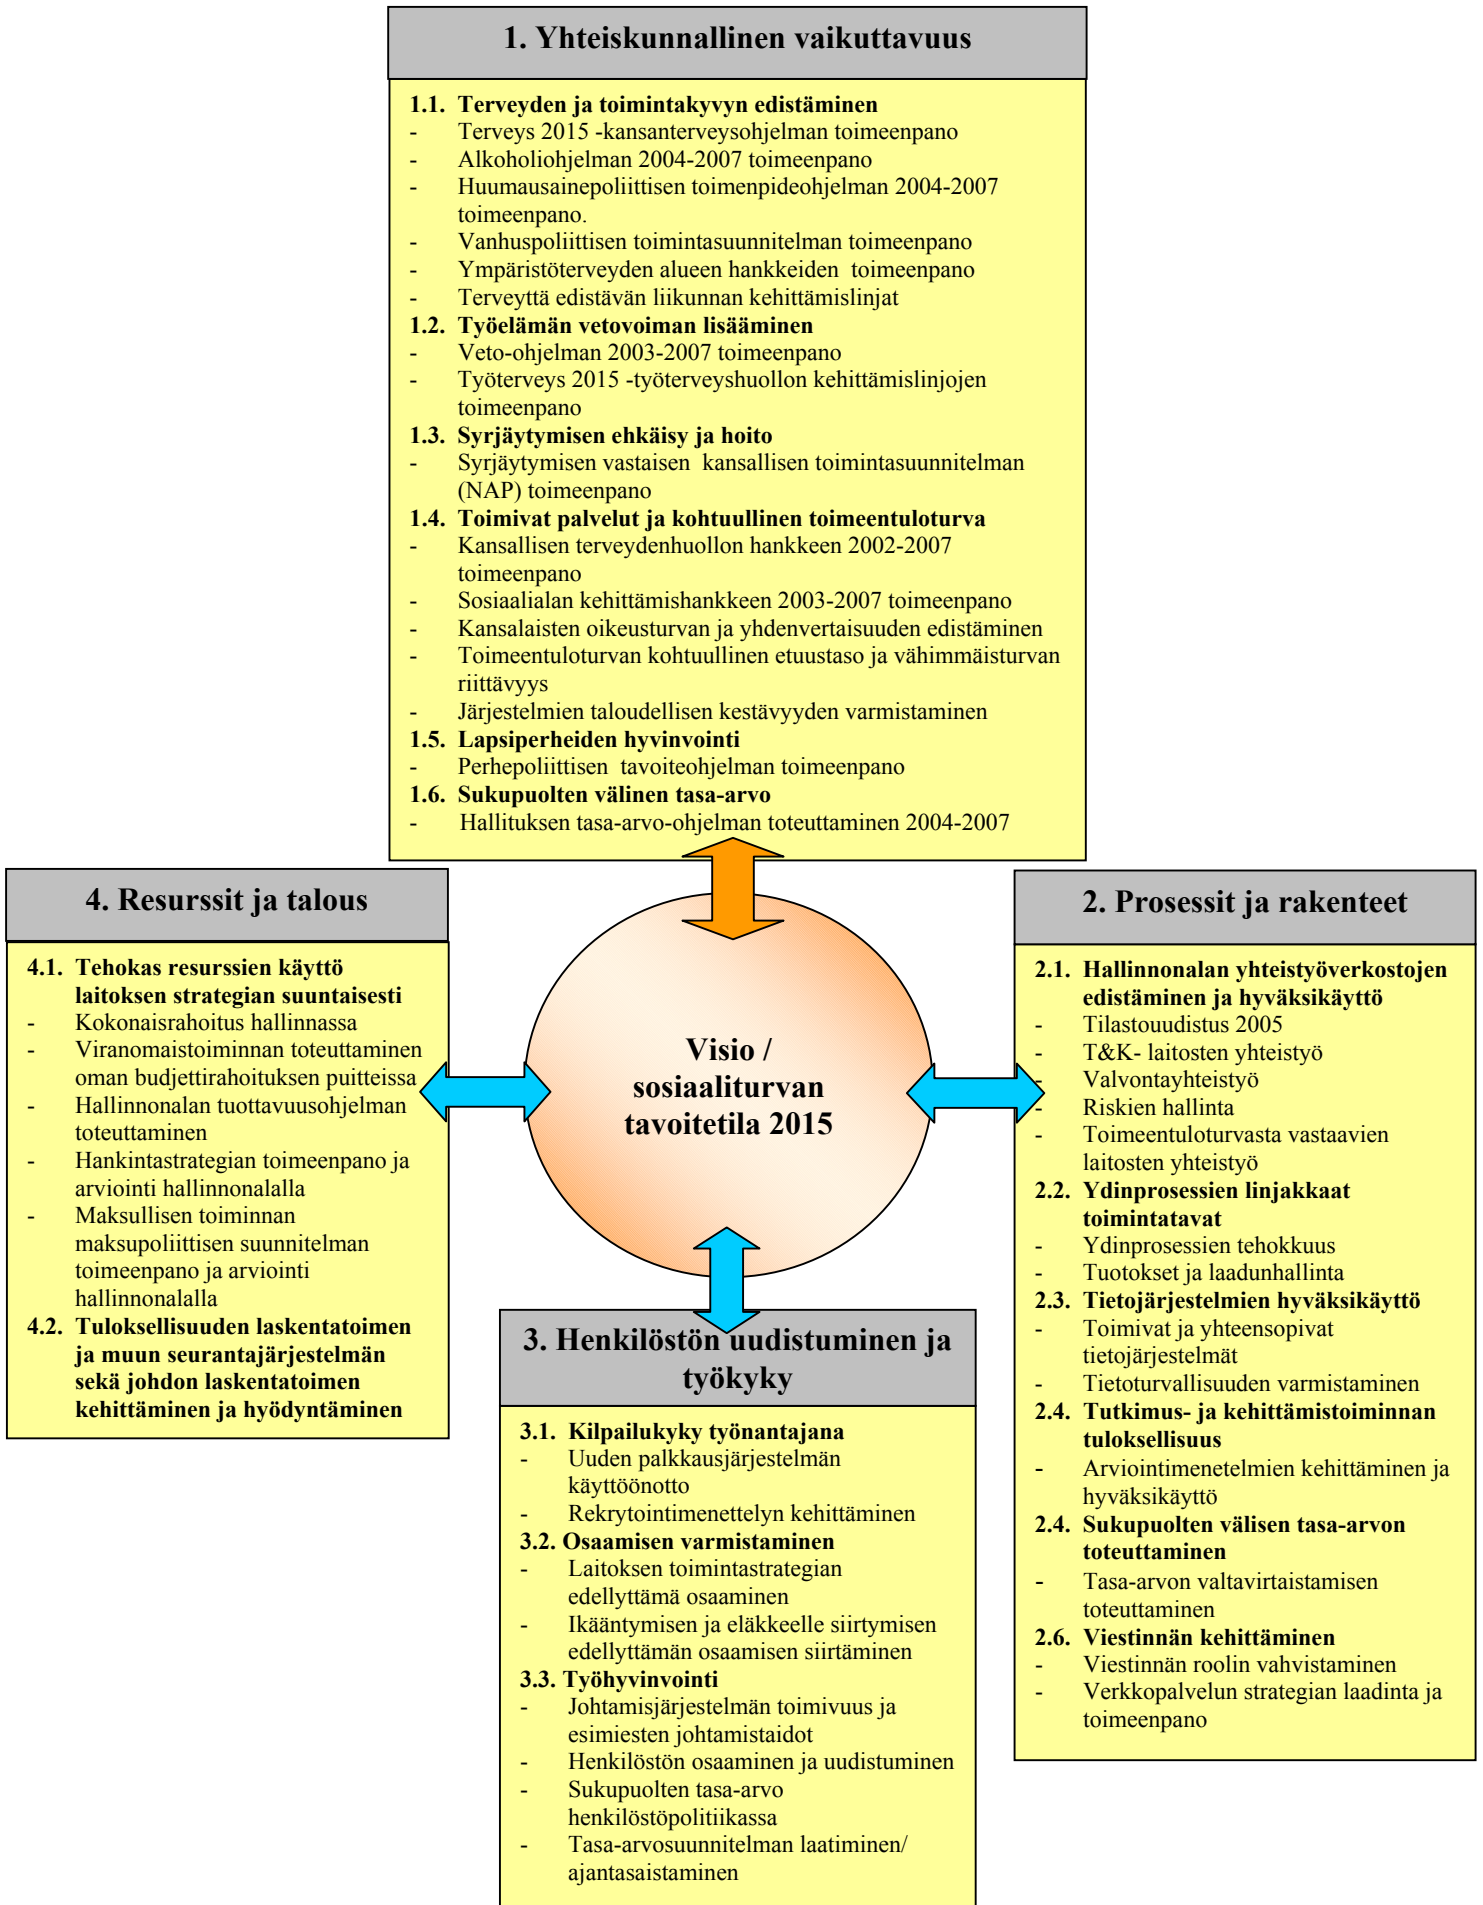 1. Yhteiskunnallinen vaikuttavuus
1.1. Terveyden ja toimintakyvyn edistäminen
- Terveys 2015 -kansanterveysohjelman toimeenpano
- Alkoholiohjelman 2004-2007 toimeenpano
- Huumausainepoliittisen toimenpideohjelman 2004-2007
toimeenpano.
- Vanhuspoliittisen toimintasuunnitelman toimeenpano
- Ympäristöterveyden alueen hankkeiden toimeenpano
- Terveyttä edistävän liikunnan kehittämislinjat
1.2. Työelämän vetovoiman lisääminen
- Veto-ohjelman 2003-2007 toimeenpano
- Työterveys 2015 -työterveyshuollon kehittämislinjojen
toimeenpano
1.3. Syrjäytymisen ehkäisy ja hoito
- Syrjäytymisen vastaisen kansallisen toimintasuunnitelman
(NAP) toimeenpano
1.4. Toimivat palvelut ja kohtuullinen toimeentuloturva
- Kansallisen terveydenhuollon hankkeen 2002-2007
toimeenpano
- Sosiaalialan kehittämishankkeen 2003-2007 toimeenpano
- Kansalaisten oikeusturvan ja yhdenvertaisuuden edistäminen
- Toimeentuloturvan kohtuullinen etuustaso ja vähimmäisturvan
riittävyys
- Järjestelmien taloudellisen kestävyyden varmistaminen
1.5. Lapsiperheiden hyvinvointi
- Perhepoliittisen tavoiteohjelman toimeenpano
1.6. Sukupuolten välinen tasa-arvo
- Hallituksen tasa-arvo-ohjelman toteuttaminen 2004-2007
4. Resurssit ja talous
4.1. Tehokas resurssien käyttö
laitoksen strategian suuntaisesti
- Kokonaisrahoitus hallinnassa
- Viranomaistoiminnan toteuttaminen
oman budjettirahoituksen puitteissa
- Hallinnonalan tuottavuusohjelman
toteuttaminen
- Hankintastrategian toimeenpano ja
arviointi hallinnonalalla
- Maksullisen toiminnan
maksupoliittisen suunnitelman
toimeenpano ja arviointi
hallinnonalalla
4.2. Tuloksellisuuden laskentatoimen
ja muun seurantajärjestelmän
sekä johdon laskentatoimen
kehittäminen ja hyödyntäminen
Visio /
sosiaaliturvan
tavoitetila 2015
2. Prosessit ja rakenteet
2.1. Hallinnonalan yhteistyöverkostojen
edistäminen ja hyväksikäyttö
- Tilastouudistus 2005
- T&K- laitosten yhteistyö
- Valvontayhteistyö
- Riskien hallinta
- Toimeentuloturvasta vastaavien
laitosten yhteistyö
2.2. Ydinprosessien linjakkaat
toimintatavat
- Ydinprosessien tehokkuus
- Tuotokset ja laadunhallinta
2.3. Tietojärjestelmien hyväksikäyttö
- Toimivat ja yhteensopivat
tietojärjestelmät
- Tietoturvallisuuden varmistaminen
2.4. Tutkimus- ja kehittämistoiminnan
tuloksellisuus
- Arviointimenetelmien kehittäminen ja
hyväksikäyttö
2.4. Sukupuolten välisen tasa-arvon
toteuttaminen
- Tasa-arvon valtavirtaistamisen
toteuttaminen
2.6. Viestinnän kehittäminen
- Viestinnän roolin vahvistaminen
- Verkkopalvelun strategian laadinta ja
toimeenpano
3. Henkilöstön uudistuminen ja
työkyky
3.1. Kilpailukyky työnantajana
- Uuden palkkausjärjestelmän
käyttöönotto
- Rekrytointimenettelyn kehittäminen
3.2. Osaamisen varmistaminen
- Laitoksen toimintastrategian
edellyttämä osaaminen
- Ikääntymisen ja eläkkeelle siirtymisen
edellyttämän osaamisen siirtäminen
3.3. Työhyvinvointi
- Johtamisjärjestelmän toimivuus ja
esimiesten johtamistaidot
- Henkilöstön osaaminen ja uudistuminen
- Sukupuolten tasa-arvo
henkilöstöpolitiikassa
- Tasa-arvosuunnitelman laatiminen/
ajantasaistaminen